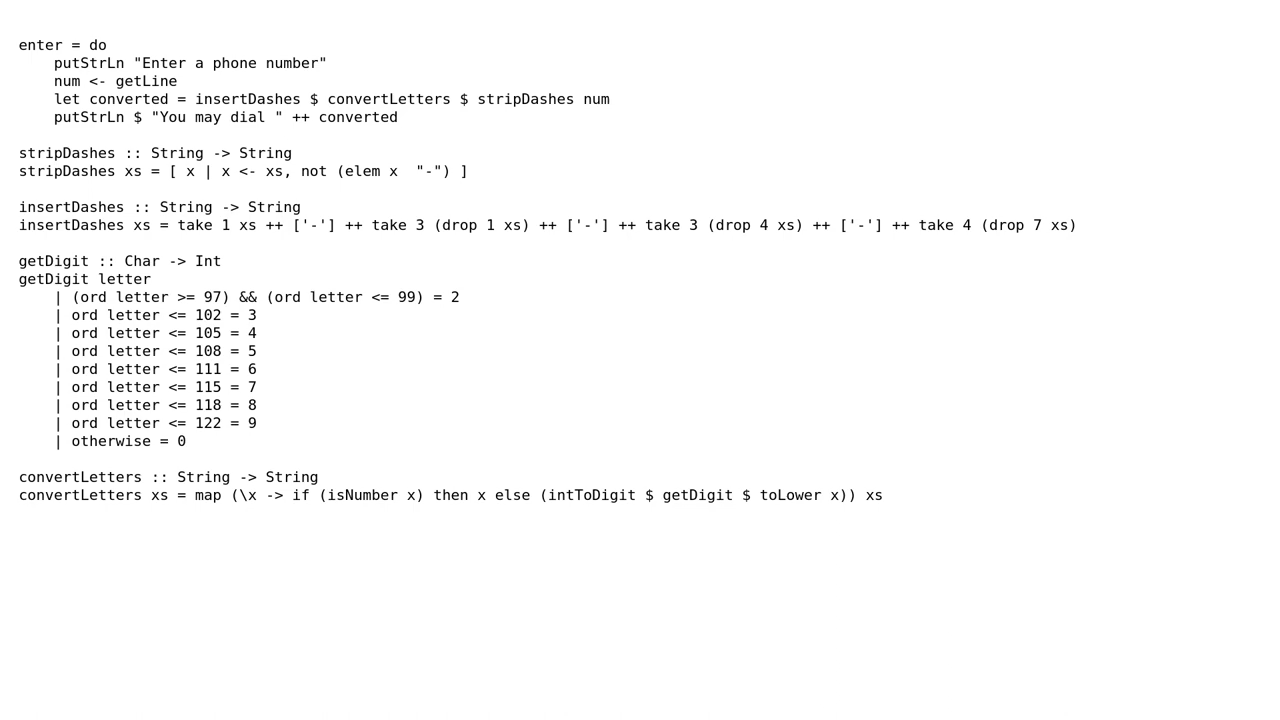 enter = do
    putStrLn "Enter a phone number"
    num <- getLine
    let converted = insertDashes $ convertLetters $ stripDashes num
    putStrLn $ "You may dial " ++ converted

stripDashes :: String -> String
stripDashes xs = [ x | x <- xs, not (elem x  "-") ]

insertDashes :: String -> String
insertDashes xs = take 1 xs ++ ['-'] ++ take 3 (drop 1 xs) ++ ['-'] ++ take 3 (drop 4 xs) ++ ['-'] ++ take 4 (drop 7 xs)

getDigit :: Char -> Int
getDigit letter
    | (ord letter >= 97) && (ord letter <= 99) = 2
    | ord letter <= 102 = 3
    | ord letter <= 105 = 4
    | ord letter <= 108 = 5
    | ord letter <= 111 = 6
    | ord letter <= 115 = 7
    | ord letter <= 118 = 8
    | ord letter <= 122 = 9
    | otherwise = 0

convertLetters :: String -> String
convertLetters xs = map (\x -> if (isNumber x) then x else (intToDigit $ getDigit $ toLower x)) xs